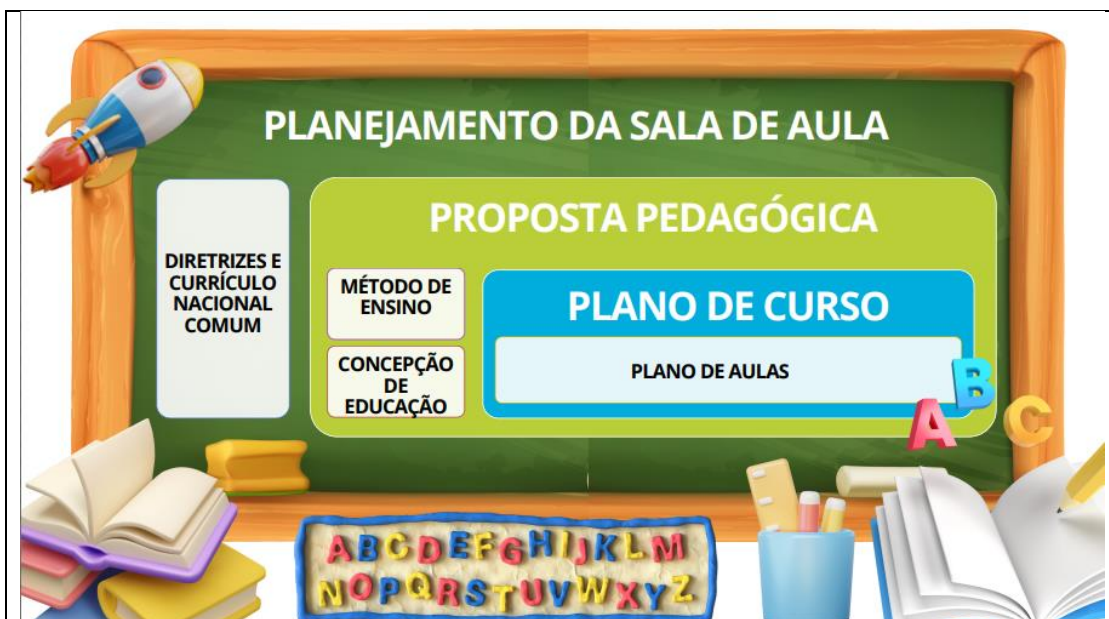 PLANEJAMENTO DA SALA DE AULA
DIRETRIZES E
CURRÍCULO
NACIONAL
COMUM
PROPOSTA PEDAGÓGICA
MÉTODO DE
ENSINO
CONCEPÇÃO
DE
EDUCAÇÃO
PLANO DE CURSO
PLANO DE AULAS
A B C
ABCDEFGHIJKLM
NOPQRSTUVWXYZ